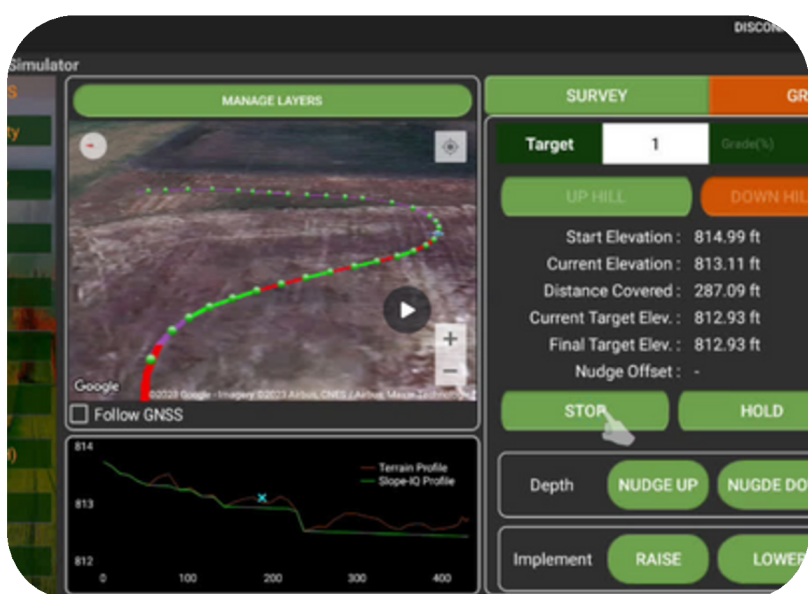 DISCON
Simulator
S
ty
MANAGE LAYERS
SURVEY
GR
Target
1
Grade(%)
UP HILL
DOWN HIL
Start Elevation : 814.99 ft
Current Elevation : 813.11 ft
Distance Covered : 287.09 ft
Current Target Elev. : 812.93 ft
Final Target Elev. : 812.93 ft
Nudge Offset : -
Google
Follow GNSS
STOP
HOLD
814
813
812
Terrain Profile
Slope-IQ Profile
0 100 200 300 400
Depth
NUDGE UP
NUGDE DO
Implement
RAISE
LOWER